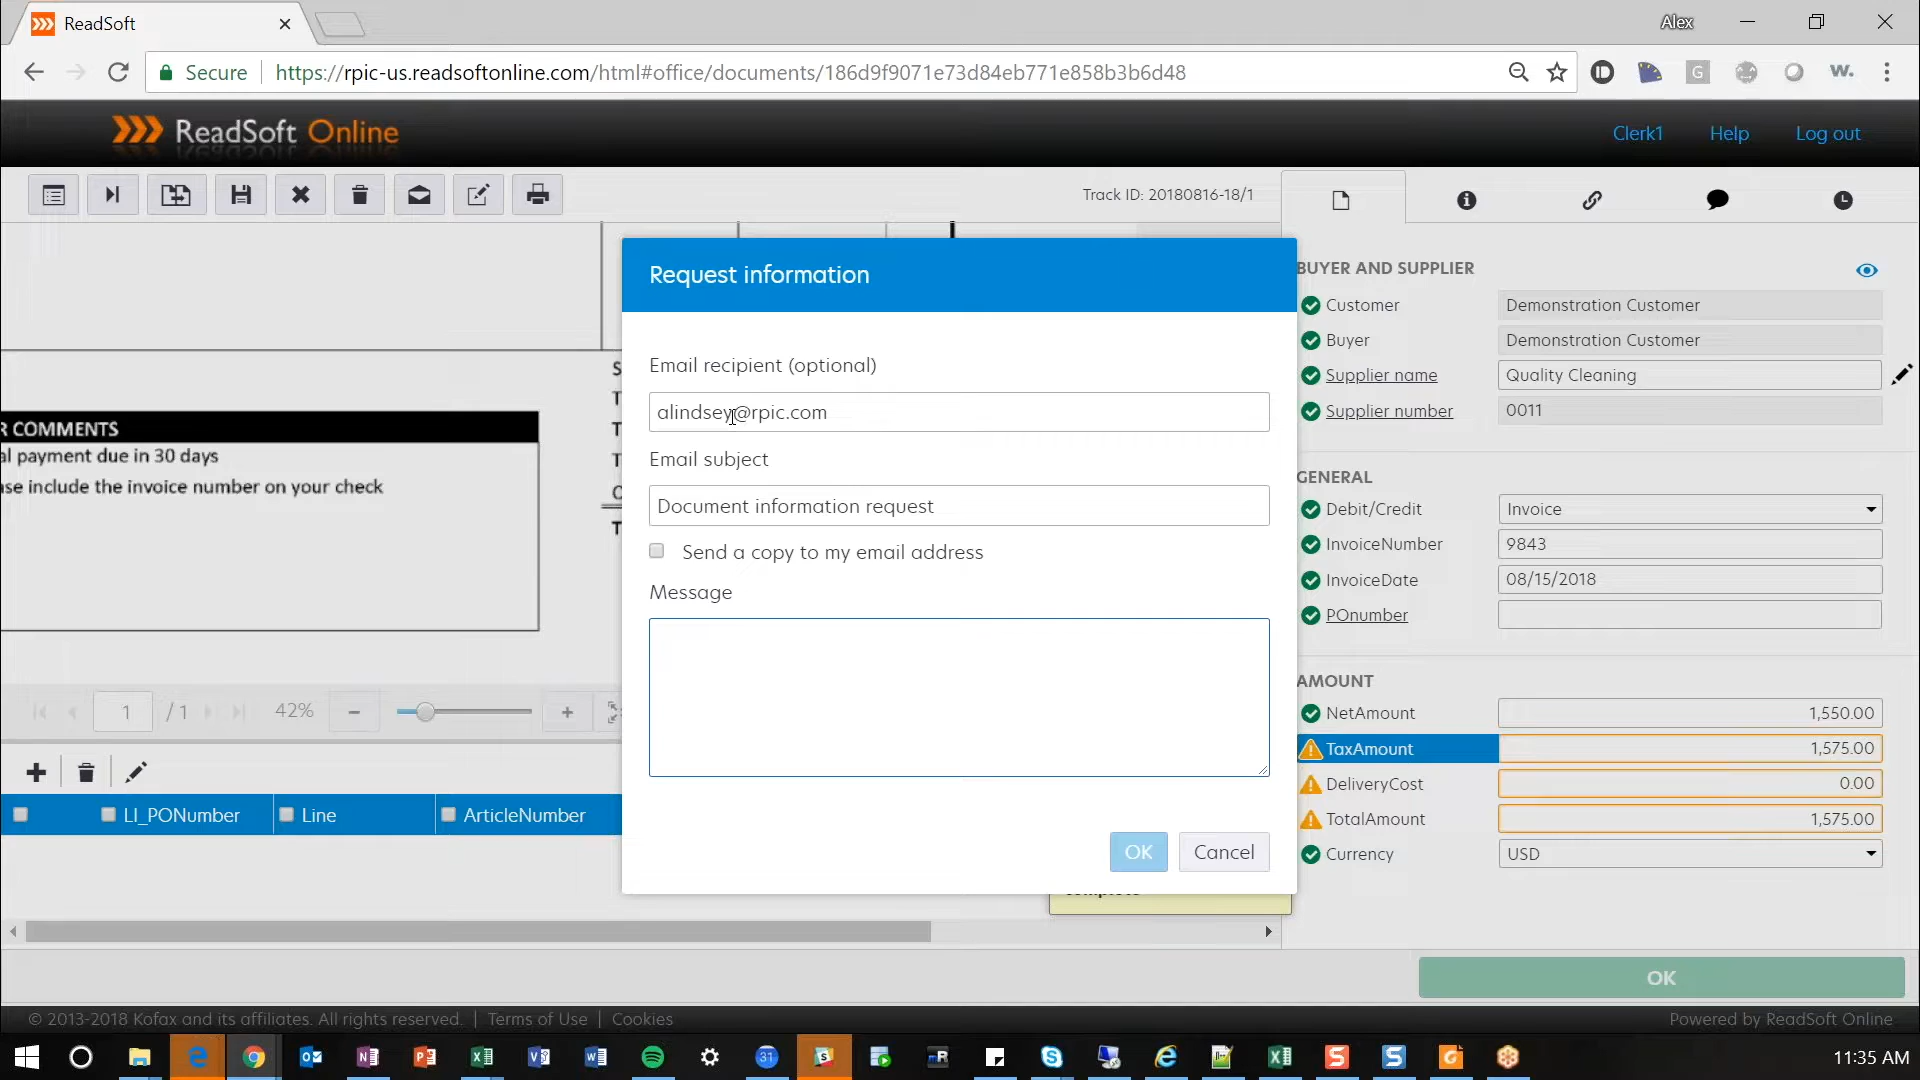 ReadSoft
Alex
Secure
https://rpic-us.readsoftonline.com/html#office/documents/186d9f9071e73d84eb771e858b3b6d48
G
w.
ReadSoft Online
Clerk1
Help
Log out
Track ID: 20180816-18/1
Request information
Email recipient (optional)
alindsey@rpic.com
Email subject
Document information request
Send a copy to my email address
Message
OK
Cancel
R COMMENTS
al payment due in 30 days
ase include the invoice number on your check
S
T
T
T
O
T
1
/ 1
42%
LI_PONumber
Line
ArticleNumber
BUYER AND SUPPLIER
Customer
Demonstration Customer
Buyer
Demonstration Customer
Supplier name
Quality Cleaning
Supplier number
0011
GENERAL
Debit/Credit
Invoice
InvoiceNumber
9843
InvoiceDate
08/15/2018
POnumber
AMOUNT
NetAmount
1,550.00
TaxAmount
1,575.00
DeliveryCost
0.00
TotalAmount
1,575.00
Currency
USD
OK
© 2013-2018 Kofax and its affiliates. All rights reserved. | Terms of Use | Cookies
Powered by ReadSoft Online
31
11:35 AM